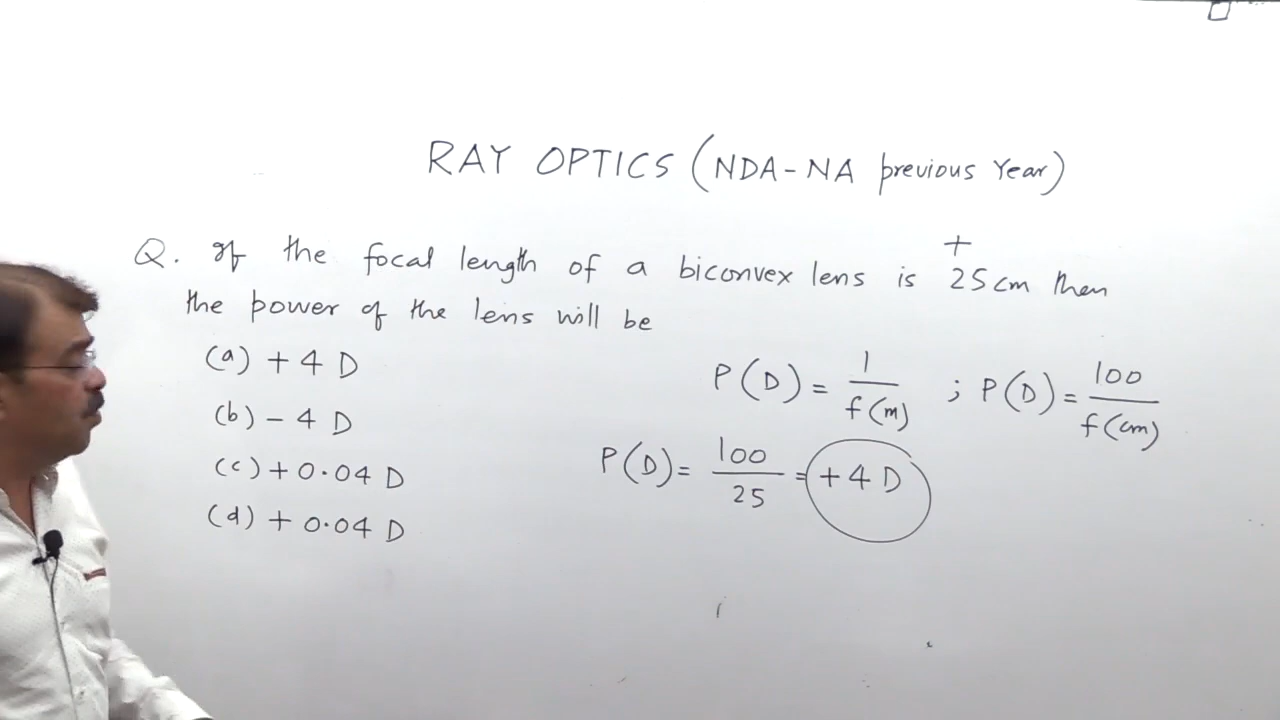 RAY OPTICS (NDA-NA previous Year)
+
Q. If the focal length of a biconvex lens is 25 cm then
the power of the lens will be
(a) + 4 D
(b) - 4 D
(c) + 0.04 D
(d) + 0.04 D
P(D) = 1/f(m) ; P(D) = 100/f(cm)
P(D) = 100/25 = +4 D